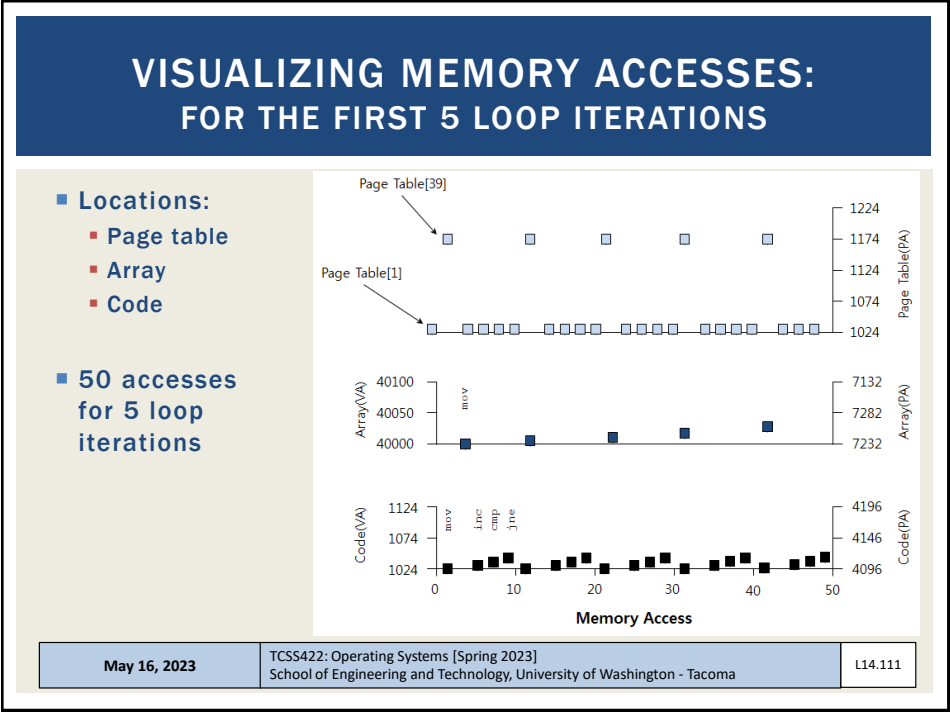 VISUALIZING MEMORY ACCESSES:
FOR THE FIRST 5 LOOP ITERATIONS
Locations:
Page table
Array
Code
50 accesses
for 5 loop
iterations
Page Table[39]
Page Table[1]
1224
1174
1124
1074
1024
Page Table(PA)
Array(VA)
40100
40050
40000
mov
7132
7282
7232
Array(PA)
Code(VA)
1124
1074
1024
mov
inc
cmp
jne
4196
4146
4096
Code(PA)
0 10 20 30 40 50
Memory Access
May 16, 2023
TCSS422: Operating Systems [Spring 2023]
School of Engineering and Technology, University of Washington - Tacoma
L14.111